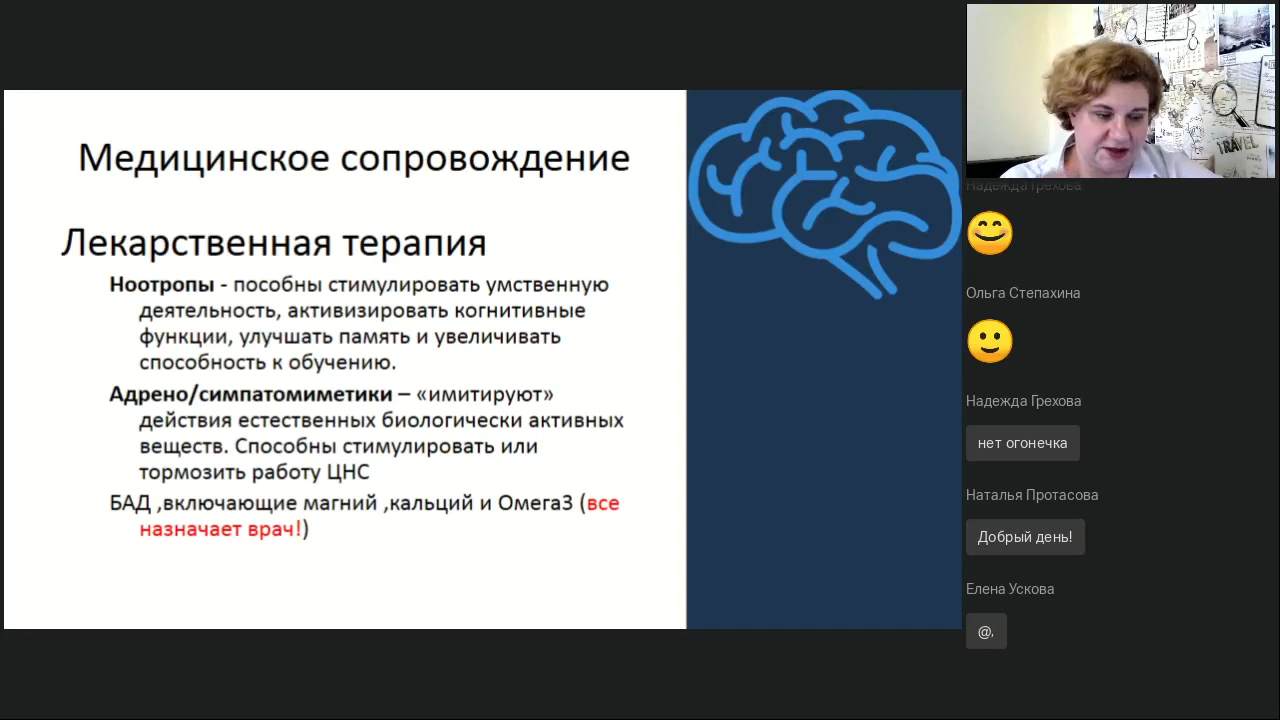 Медицинское сопровождение
Лекарственная терапия
Ноотропы - пособны стимулировать умственную
деятельность, активизировать когнитивные
функции, улучшать память и увеличивать
способность к обучению.
Адрено/симпатомиметики – «имитируют»
действия естественных биологически активных
веществ. Способны стимулировать или
тормозить работу ЦНС
БАД ,включающие магний ,кальций и Омега3 (все
назначает врач!)
TRAVEL
Надежда Грехова
Ольга Степахина
Надежда Грехова
нет огонечка
Наталья Протасова
Добрый день!
Елена Ускова
@,